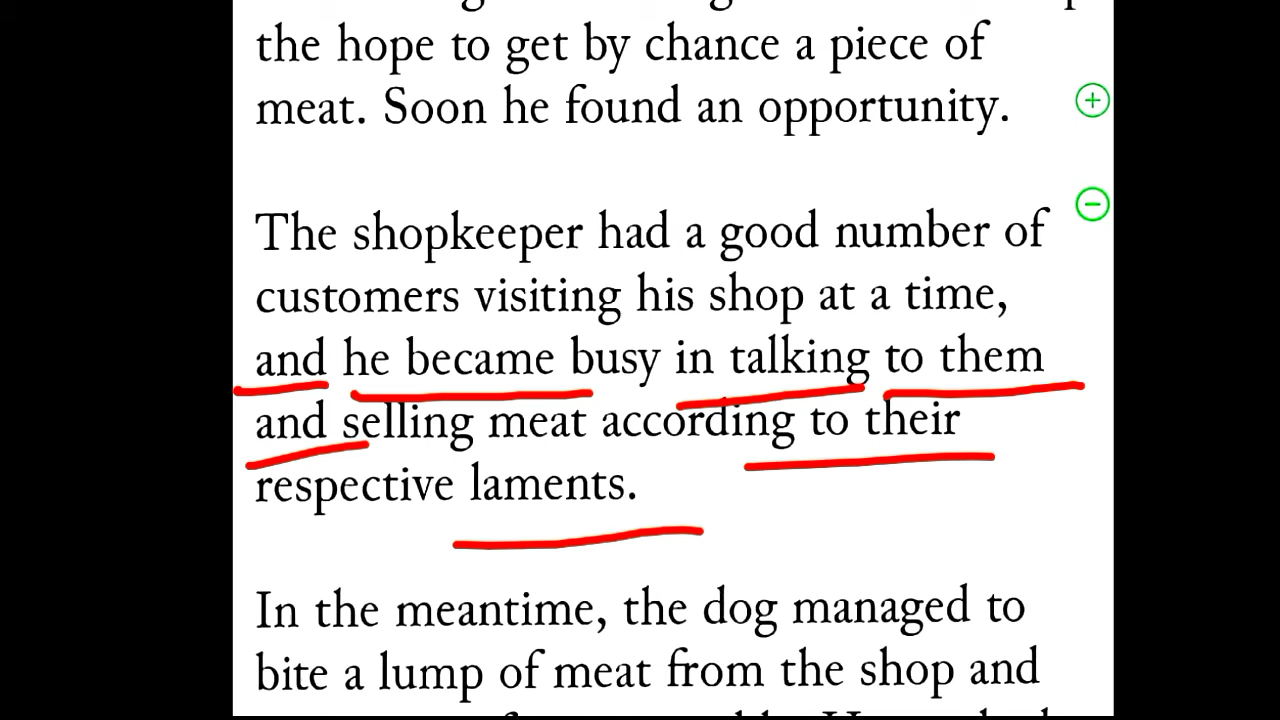 the hope to get by chance a piece of
meat. Soon he found an opportunity.
The shopkeeper had a good number of
customers visiting his shop at a time,
and he became busy in talking to them
and selling meat according to their
respective laments.
In the meantime, the dog managed to
bite a lump of meat from the shop and